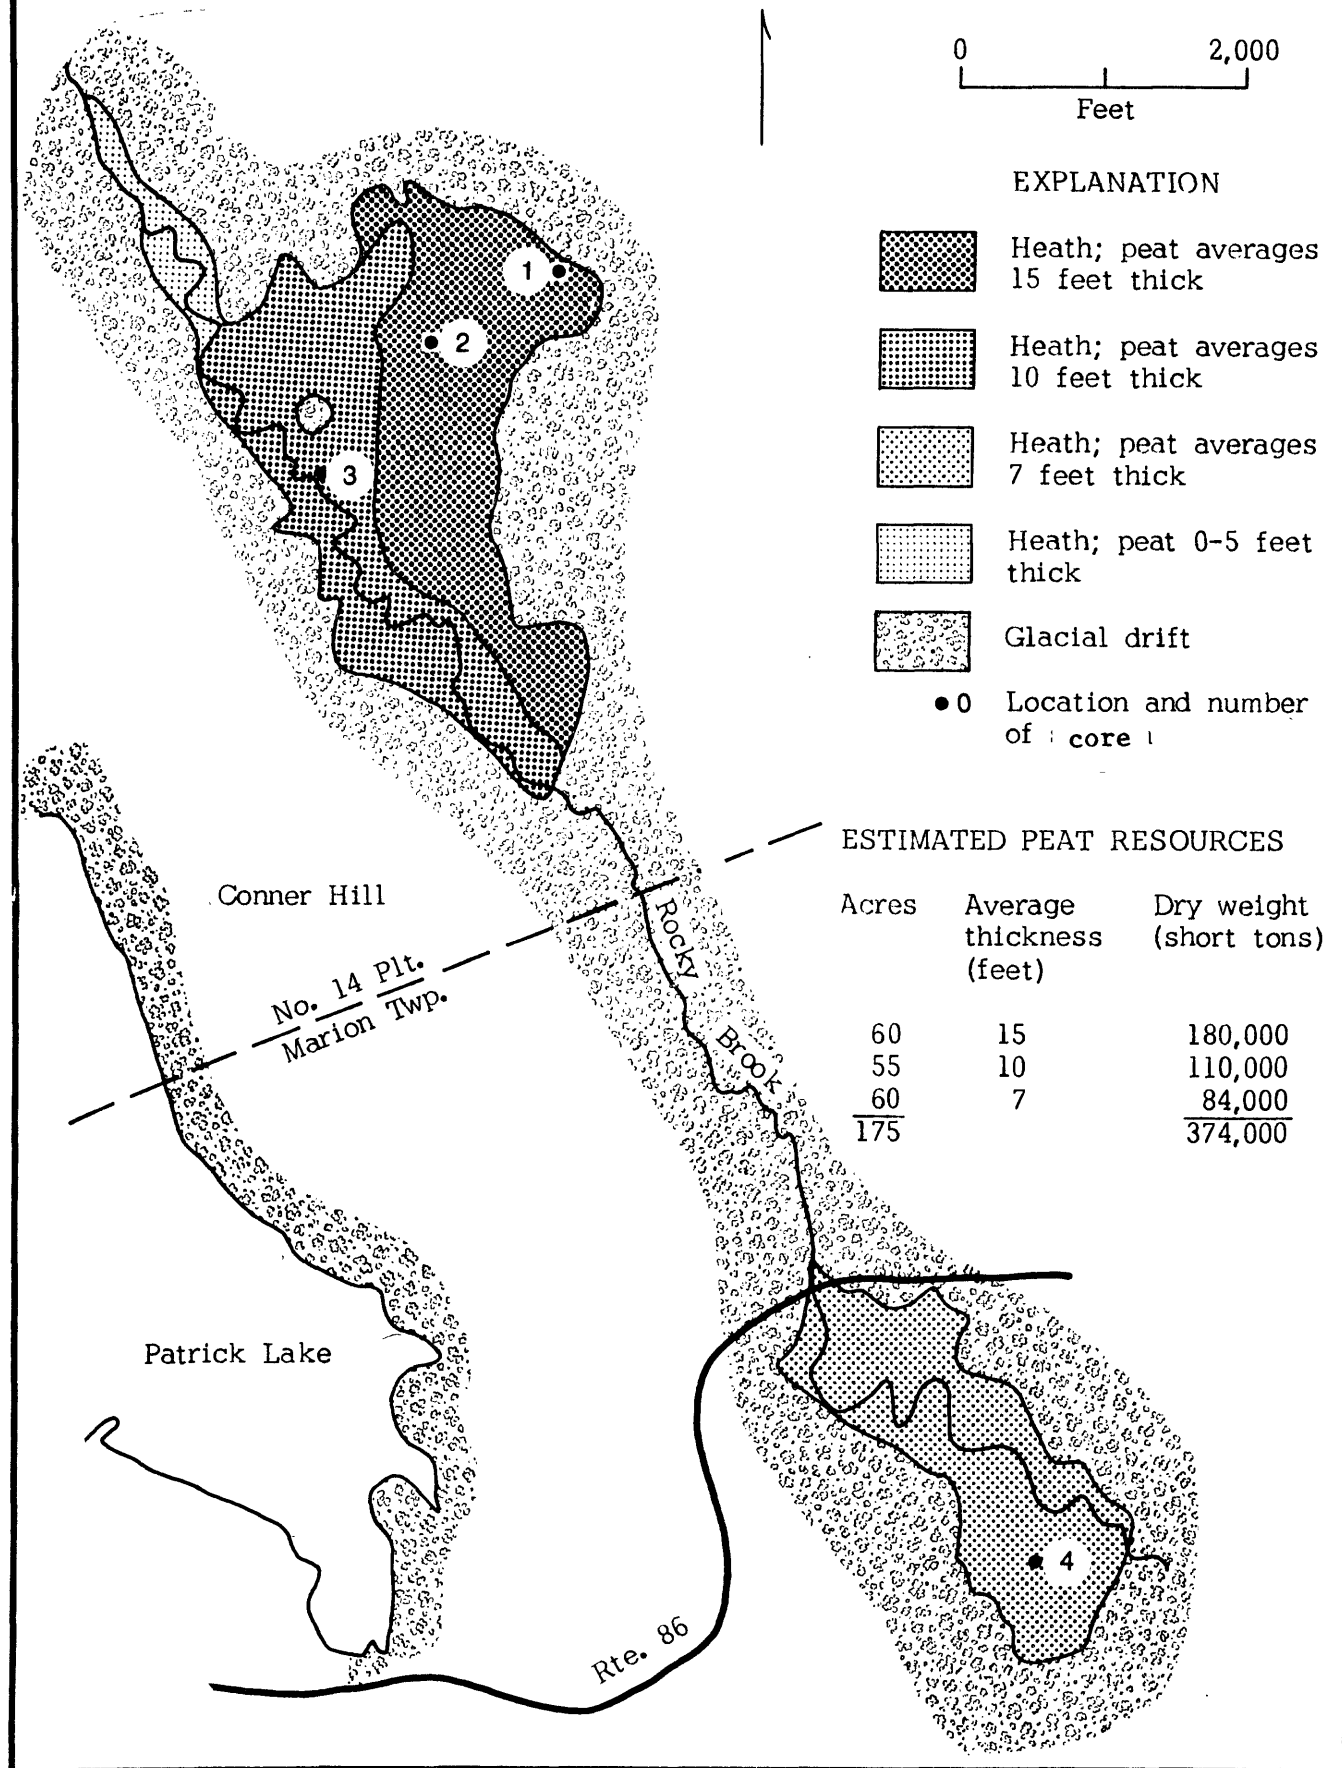 0 2,000
Feet
EXPLANATION
Heath; peat averages
15 feet thick
Heath; peat averages
10 feet thick
Heath; peat averages
7 feet thick
Heath; peat 0-5 feet
thick
Glacial drift
0 Location and number
of core
1
2
3
ESTIMATED PEAT RESOURCES
Acres Average Dry weight
thickness (short tons)
(feet)
60 15 180,000
55 10 110,000
60 7 84,000
175 374,000
Conner Hill
No. 14 Plt.
Marion Twp.
Rocky
Brook
Patrick Lake
4
Rte. 86